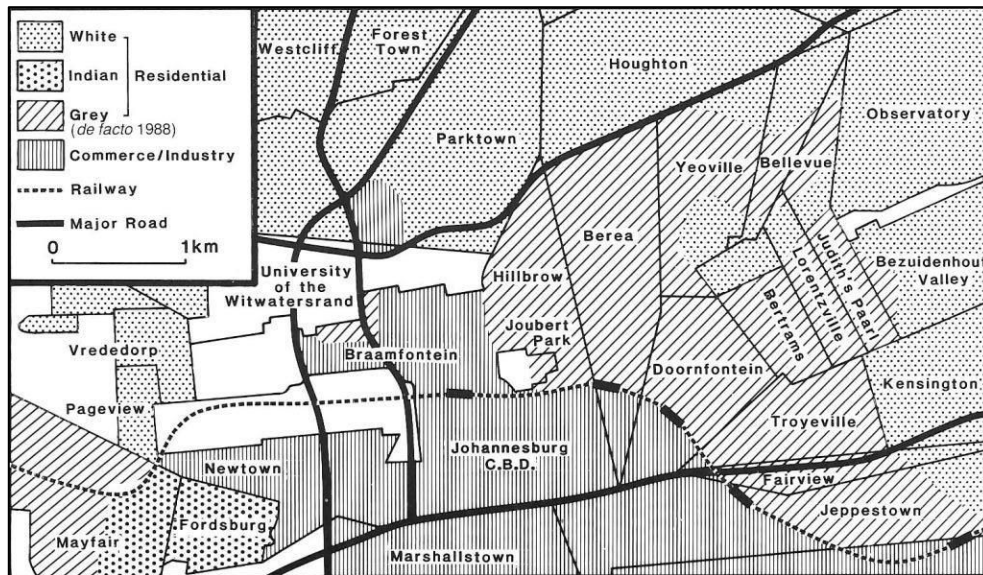 White
Indian
Residential
Grey
(de facto 1988)
Commerce/Industry
Railway
Major Road
0 1km
Westcliff
Forest
Town
Houghton
Observatory
Parktown
Yeoville
Bellevue
Berea
University
of the
Witwatersrand
Hillbrow
Judith's Paarl
Lorentzville
Bertrams
Bezuidenhout
Valley
Joubert
Park
Vrededorp
Braamfontein
Doornfontein
Kensington
Pageview
Troyeville
Newtown
Johannesburg
C.B.D.
Fairview
Jeppestown
Fordsburg
Mayfair
Marshallstown